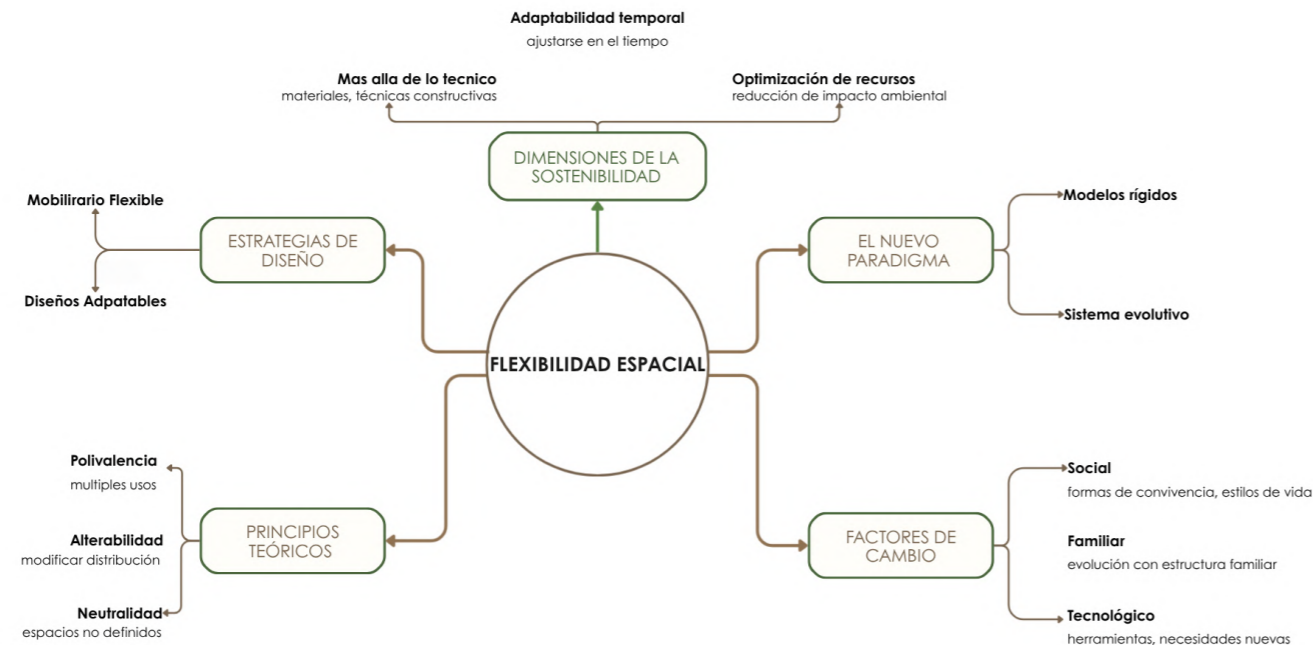 Adaptabilidad temporal
ajustarse en el tiempo
Mas alla de lo tecnico
materiales, técnicas constructivas
Optimización de recursos
reducción de impacto ambiental
DIMENSIONES DE LA
SOSTENIBILIDAD
Mobilirario Flexible
Diseños Adpatables
ESTRATEGIAS DE
DISEÑO
EL NUEVO
PARADIGMA
Modelos rígidos
Sistema evolutivo
FLEXIBILIDAD ESPACIAL
Polivalencia
multiples usos
Alterabilidad
modificar distribución
Neutralidad
espacios no definidos
PRINCIPIOS
TEÓRICOS
FACTORES DE
CAMBIO
Social
formas de convivencia, estilos de vida
Familiar
evolución con estructura familiar
Tecnológico
herramientas, necesidades nuevas